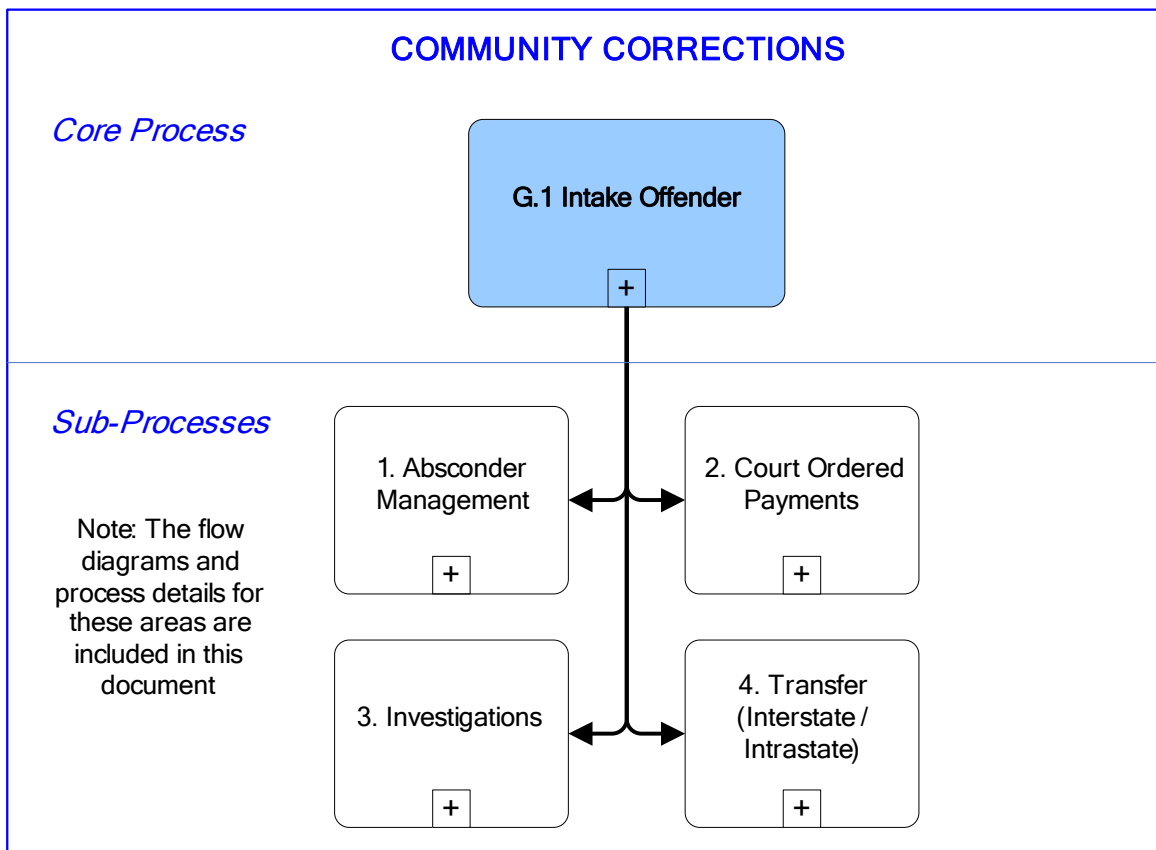 COMMUNITY CORRECTIONS
Core Process
G.1 Intake Offender
+
Sub-Processes
Note: The flow
diagrams and
process details for
these areas are
included in this
document
1. Absconder
Management
+
2. Court Ordered
Payments
+
3. Investigations
+
4. Transfer
(Interstate /
Intrastate)
+